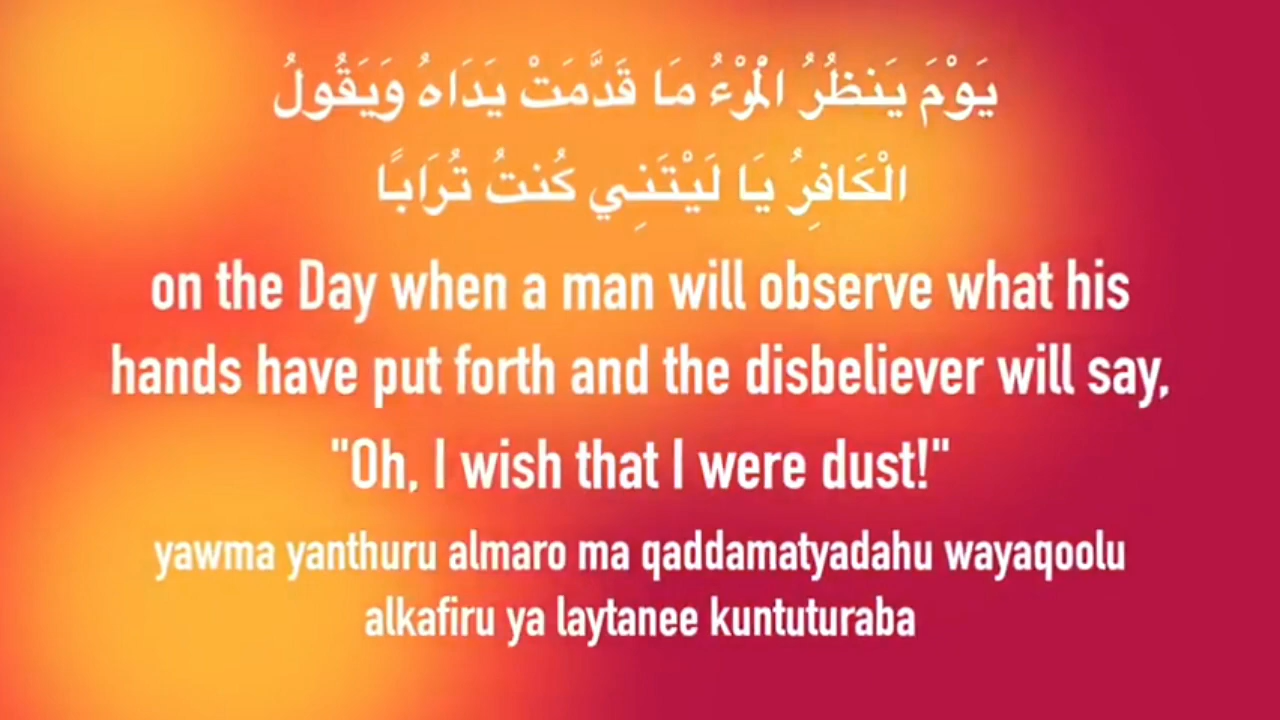 يَوْمَ يَنظُرُ الْمَرْءُ مَا قَدَّمَتْ يَدَاهُ وَيَقُولُ
الْكَافِرُ يَا لَيْتَنِي كُنتُ تُرَابًا
on the Day when a man will observe what his
hands have put forth and the disbeliever will say,
"Oh, I wish that I were dust!"
yawma yanthuru almaro ma qaddamatyadahu wayaqoolu
alkafiru ya laytanee kuntuturaba